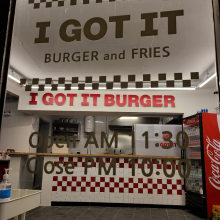 I GOT IT
BURGER and FRIES
I GOT IT BURGER
Open AM 11:30
Close PM 10:00
Coca-Cola